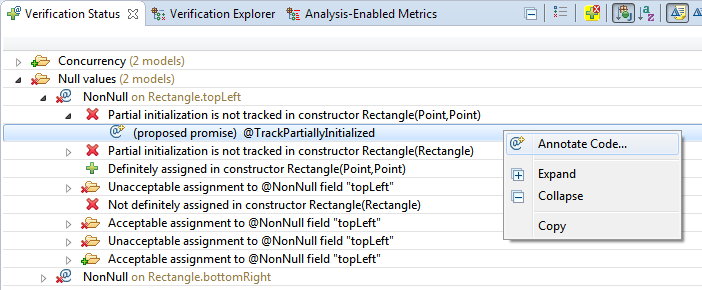 Verification Status
Verification Explorer
Analysis-Enabled Metrics
Concurrency (2 models)
Null values (2 models)
NonNull on Rectangle.topLeft
Partial initialization is not tracked in constructor Rectangle(Point,Point)
(proposed promise) @TrackPartiallyInitialized
Partial initialization is not tracked in constructor Rectangle(Rectangle)
Definitely assigned in constructor Rectangle(Point,Point)
Unacceptable assignment to @NonNull field "topLeft"
Not definitely assigned in constructor Rectangle(Rectangle)
Acceptable assignment to @NonNull field "topLeft"
Unacceptable assignment to @NonNull field "topLeft"
Acceptable assignment to @NonNull field "topLeft"
NonNull on Rectangle.bottomRight
Annotate Code...
Expand
Collapse
Copy